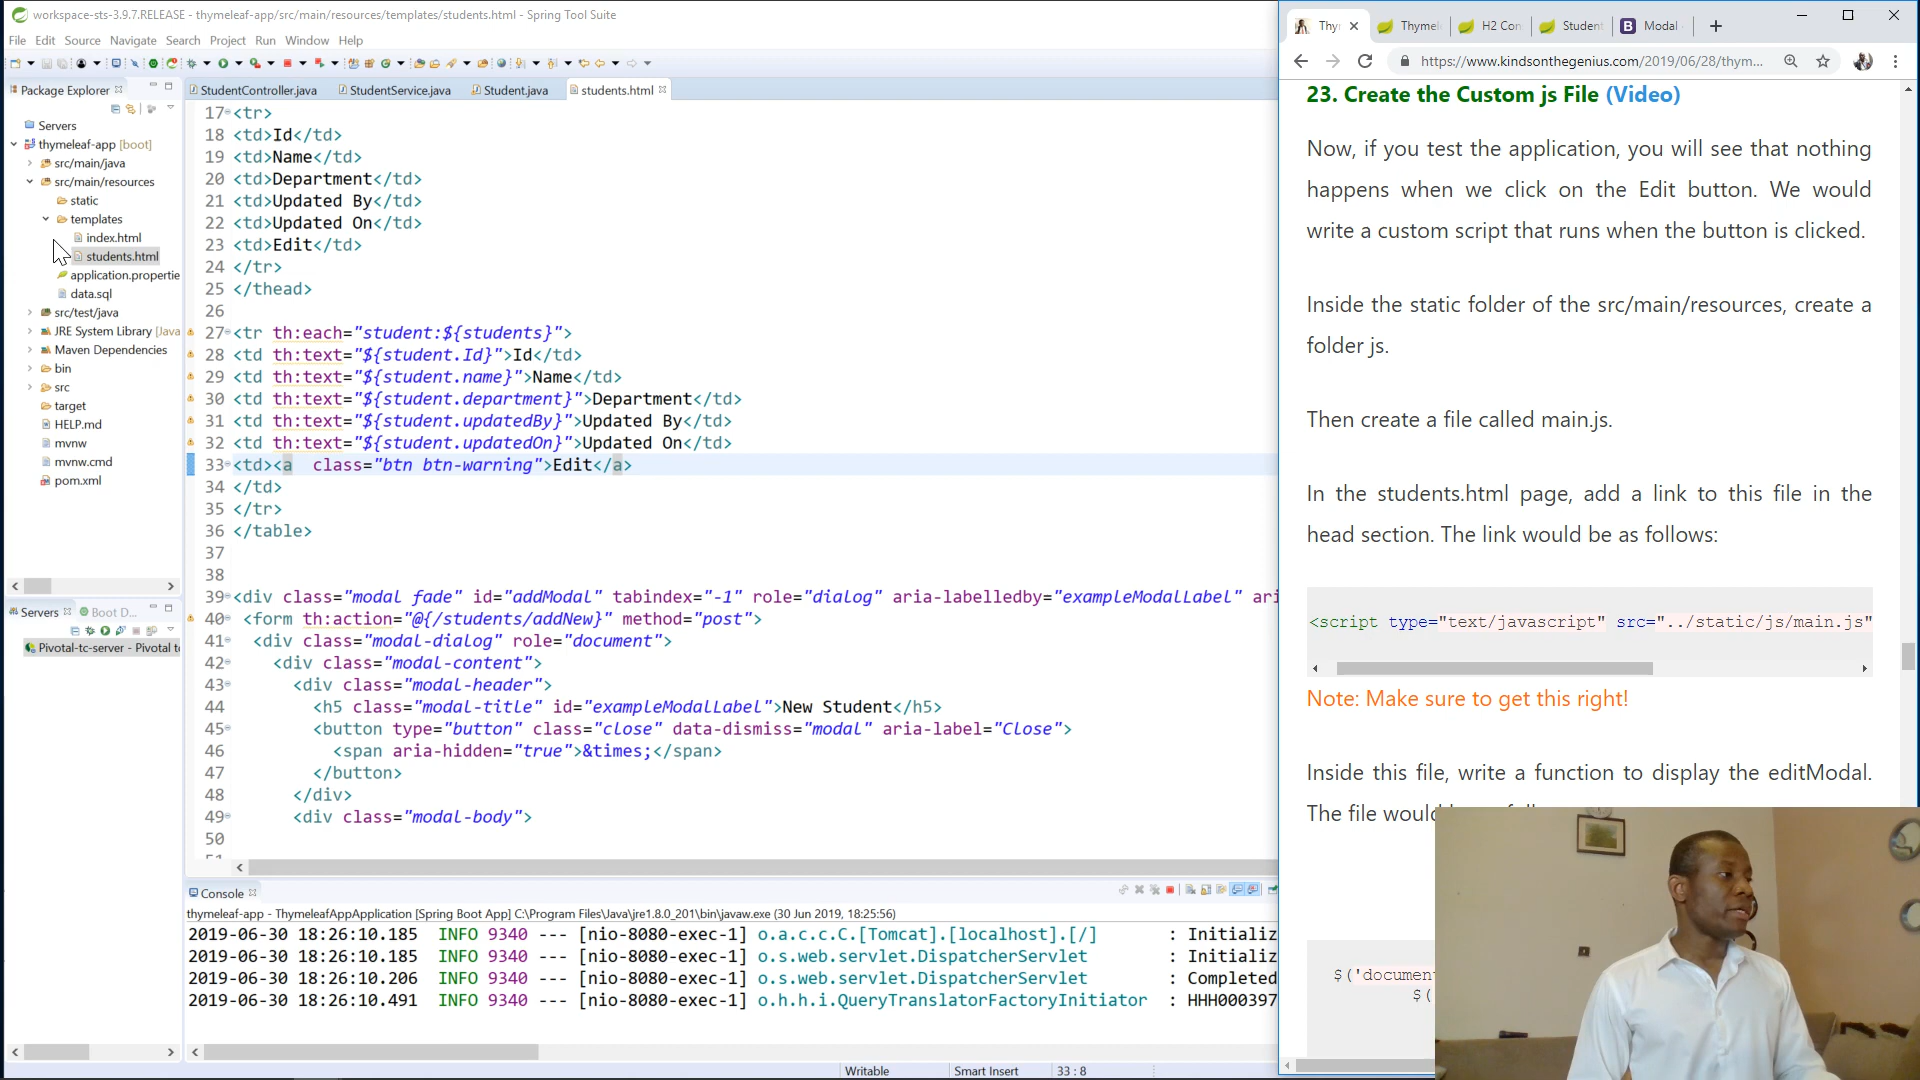 workspace-sts-3.9.7.RELEASE - thymeleaf-app/src/main/resources/templates/students.html - Spring Tool Suite
File Edit Source Navigate Search Project Run Window Help
Package Explorer
Servers
thymeleaf-app [boot]
src/main/java
src/main/resources
static
templates
index.html
students.html
application.propertie
data.sql
src/test/java
JRE System Library [Java
Maven Dependencies
bin
src
target
HELP.md
mvnw
mvnw.cmd
pom.xml
Servers Boot D...
Pivotal-tc-server - Pivotal t
StudentController.java StudentService.java Student.java students.html
17 <tr>
18 <td>Id</td>
19 <td>Name</td>
20 <td>Department</td>
21 <td>Updated By</td>
22 <td>Updated On</td>
23 <td>Edit</td>
24 </tr>
25 </thead>
26
27 <tr th:each="student:${students}">
28 <td th:text="${student.Id}">Id</td>
29 <td th:text="${student.name}">Name</td>
30 <td th:text="${student.department}">Department</td>
31 <td th:text="${student.updatedBy}">Updated By</td>
32 <td th:text="${student.updatedOn}">Updated On</td>
33 <td><a  class="btn btn-warning">Edit</a>
34 </td>
35 </tr>
36 </table>
37
38
39 <div class="modal fade" id="addModal" tabindex="-1" role="dialog" aria-labelledby="exampleModalLabel" ari
40 <form th:action="@{/students/addNew}" method="post">
41 <div class="modal-dialog" role="document">
42 <div class="modal-content">
43 <div class="modal-header">
44 <h5 class="modal-title" id="exampleModalLabel">New Student</h5>
45 <button type="button" class="close" data-dismiss="modal" aria-label="Close">
46 <span aria-hidden="true">&times;</span>
47 </button>
48 </div>
49 <div class="modal-body">
50
Console
thymeleaf-app - ThymeleafAppApplication [Spring Boot App] C:\Program Files\Java\jre1.8.0_201\bin\javaw.exe (30 Jun 2019, 18:25:56)
2019-06-30 18:26:10.185  INFO 9340 --- [nio-8080-exec-1] o.a.c.c.C.[Tomcat].[localhost].[/] : Initializ
2019-06-30 18:26:10.185  INFO 9340 --- [nio-8080-exec-1] o.s.web.servlet.DispatcherServlet : Initializ
2019-06-30 18:26:10.206  INFO 9340 --- [nio-8080-exec-1] o.s.web.servlet.DispatcherServlet : Completed
2019-06-30 18:26:10.491  INFO 9340 --- [nio-8080-exec-1] o.h.h.i.QueryTranslatorFactoryInitiator : HHH000397
Writable Smart Insert 33 : 8
Thy Thymel H2 Con Student Modal
https://www.kindsonthegenius.com/2019/06/28/thym...
23. Create the Custom js File (Video)
Now, if you test the application, you will see that nothing
happens when we click on the Edit button. We would
write a custom script that runs when the button is clicked.
Inside the static folder of the src/main/resources, create a
folder js.
Then create a file called main.js.
In the students.html page, add a link to this file in the
head section. The link would be as follows:
<script type="text/javascript" src="../static/js/main.js"
Note: Make sure to get this right!
Inside this file, write a function to display the editModal.
The file would
$('documen
$(